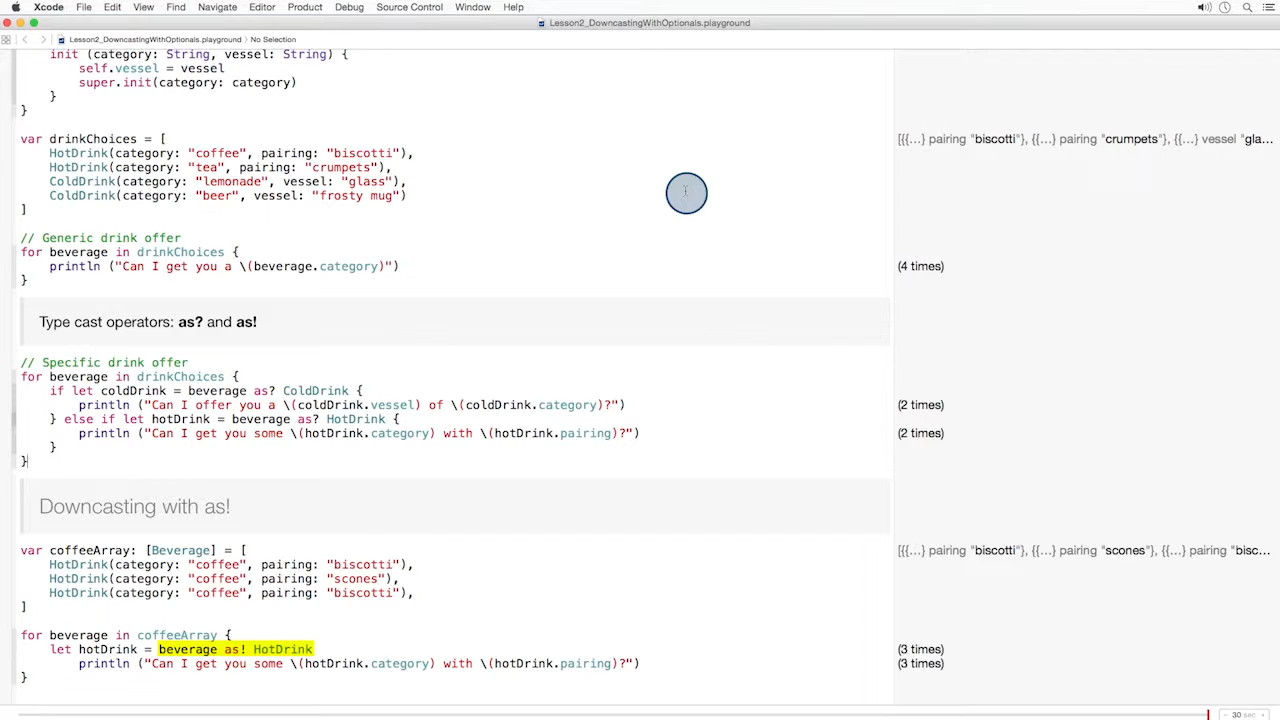 Xcode File Edit View Find Navigate Editor Product Debug Source Control Window Help
Lesson2_DowncastingWithOptionals.playground
Lesson2_DowncastingWithOptionals.playground > No Selection
init (category: String, vessel: String) {
self.vessel = vessel
super.init(category: category)
}
}
var drinkChoices = [ [{{...} pairing "biscotti"}, {{...} pairing "crumpets"}, {{...} vessel "gla...
HotDrink(category: "coffee", pairing: "biscotti"),
HotDrink(category: "tea", pairing: "crumpets"),
ColdDrink(category: "lemonade", vessel: "glass"),
ColdDrink(category: "beer", vessel: "frosty mug")
]
// Generic drink offer
for beverage in drinkChoices {
println ("Can I get you a \(beverage.category)") (4 times)
}
Type cast operators: as? and as!
// Specific drink offer
for beverage in drinkChoices {
if let coldDrink = beverage as? ColdDrink {
println ("Can I offer you a \(coldDrink.vessel) of \(coldDrink.category)?") (2 times)
} else if let hotDrink = beverage as? HotDrink {
println ("Can I get you some \(hotDrink.category) with \(hotDrink.pairing)?") (2 times)
}
}
Downcasting with as!
var coffeeArray: [Beverage] = [ [{{...} pairing "biscotti"}, {{...} pairing "scones"}, {{...} pairing "bisc...
HotDrink(category: "coffee", pairing: "biscotti"),
HotDrink(category: "coffee", pairing: "scones"),
HotDrink(category: "coffee", pairing: "biscotti"),
]
for beverage in coffeeArray {
let hotDrink = beverage as! HotDrink (3 times)
println ("Can I get you some \(hotDrink.category) with \(hotDrink.pairing)?") (3 times)
}
- 30 sec +